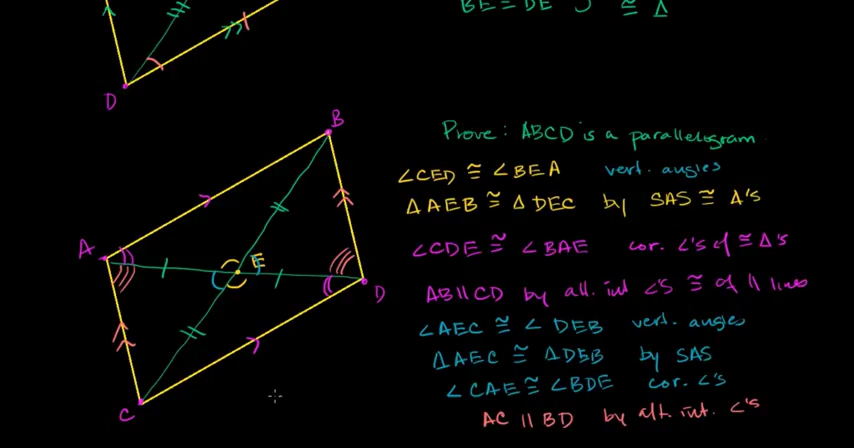 BE ≅ DE ≅ Δ
D
B
Prove: ABCD is a parallelogram
∠CED ≅ ∠BEA vert. angles
ΔAEB ≅ ΔDEC by SAS ≅ Δ's
A
E
∠CDE ≅ ∠BAE cor. ∠'s of ≅ Δ's
D
AB || CD by alt. int ∠'s ≅ of || lines
∠AEC ≅ ∠DEB vert. angles
ΔAEC ≅ ΔDEB by SAS
∠CAE ≅ ∠BDE cor. ∠'s
C
AC || BD by alt. int. ∠'s